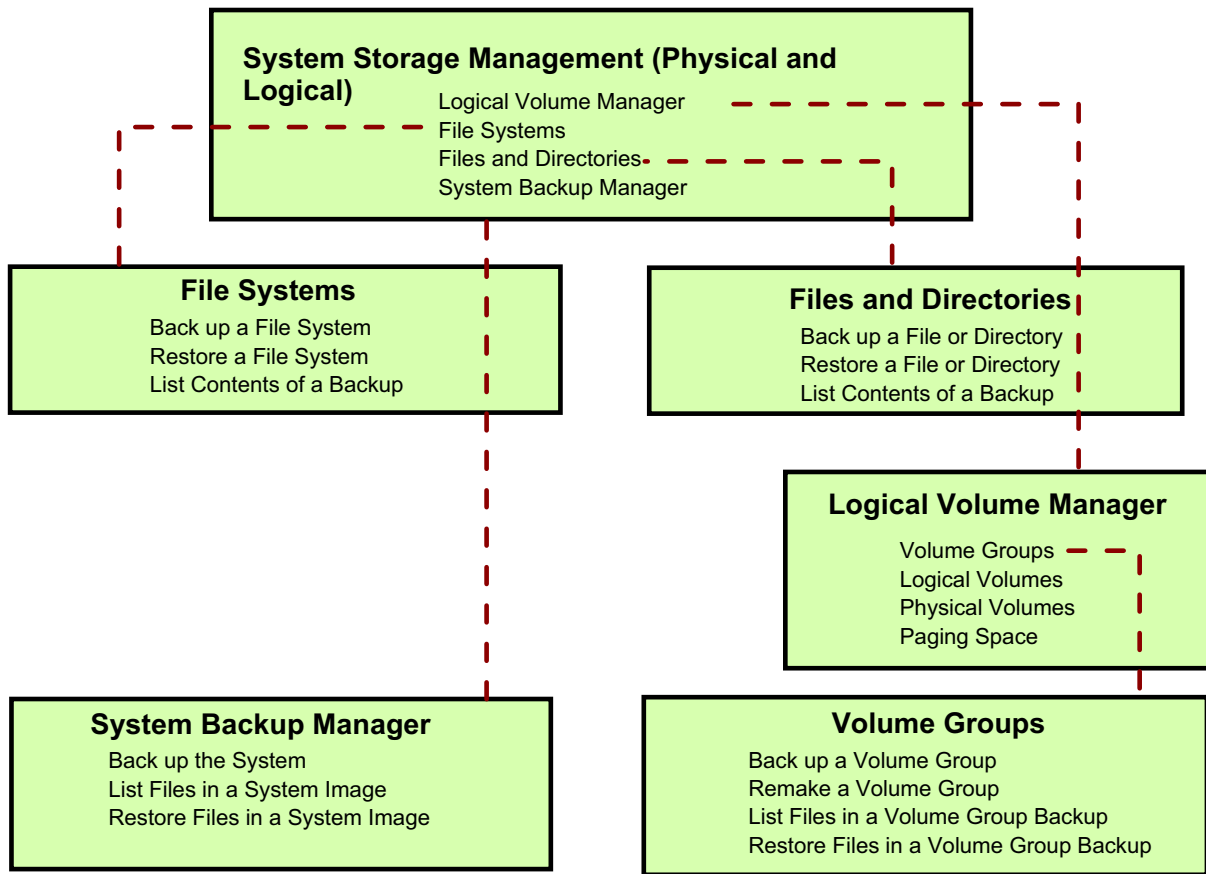 System Storage Management (Physical and
Logical)
Logical Volume Manager
File Systems
Files and Directories
System Backup Manager
File Systems
Back up a File System
Restore a File System
List Contents of a Backup
Files and Directories
Back up a File or Directory
Restore a File or Directory
List Contents of a Backup
Logical Volume Manager
Volume Groups
Logical Volumes
Physical Volumes
Paging Space
System Backup Manager
Back up the System
List Files in a System Image
Restore Files in a System Image
Volume Groups
Back up a Volume Group
Remake a Volume Group
List Files in a Volume Group Backup
Restore Files in a Volume Group Backup